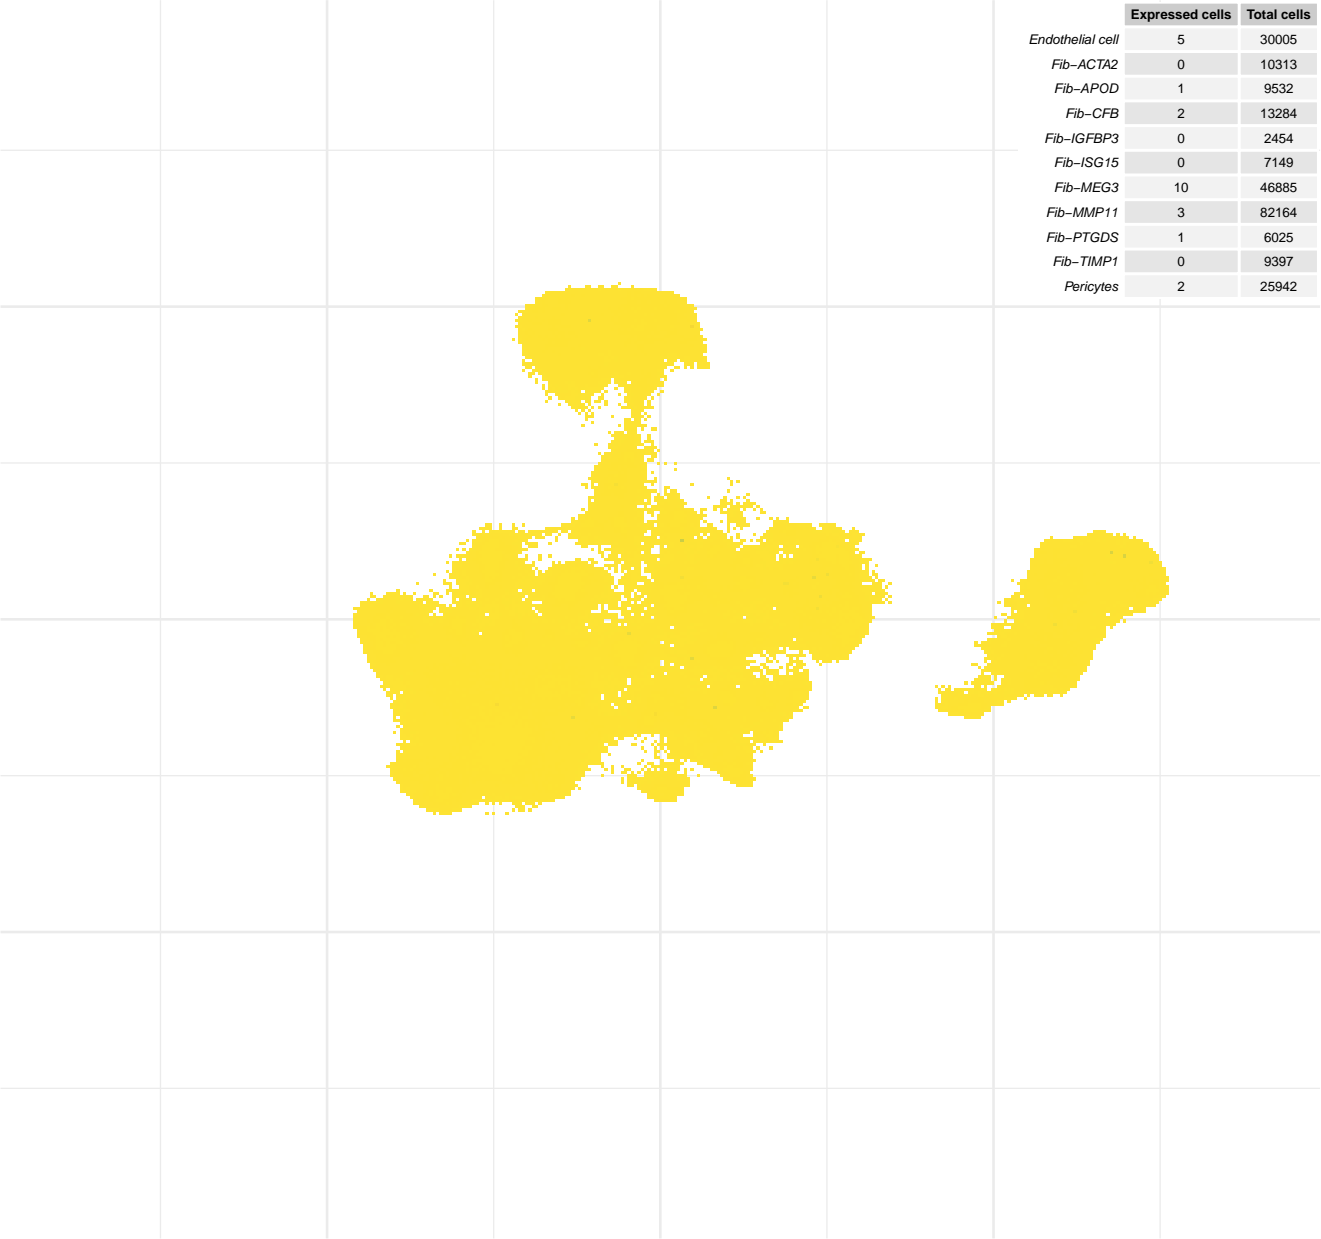 Expressed cells Total cells
Endothelial cell 5 30005
Fib−ACTA2 0 10313
Fib−APOD 1 9532
Fib−CFB 2 13284
Fib−IGFBP3 0 2454
Fib−ISG15 0 7149
Fib−MEG3 10 46885
Fib−MMP11 3 82164
Fib−PTGDS 1 6025
Fib−TIMP1 0 9397
Pericytes 2 25942